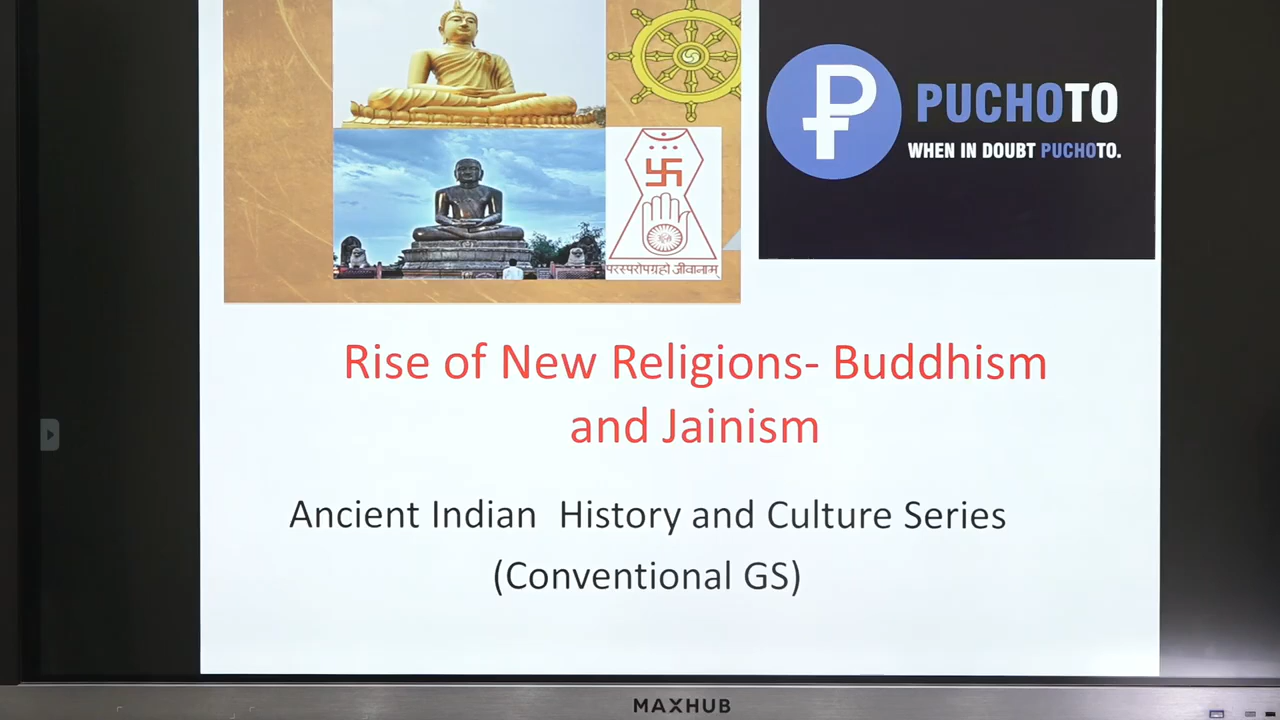 PUCHOTO
WHEN IN DOUBT PUCHOTO.
परस्परोपग्रहो जीवानाम्
Rise of New Religions- Buddhism
and Jainism
Ancient Indian  History and Culture Series
(Conventional GS)
MAXHUB